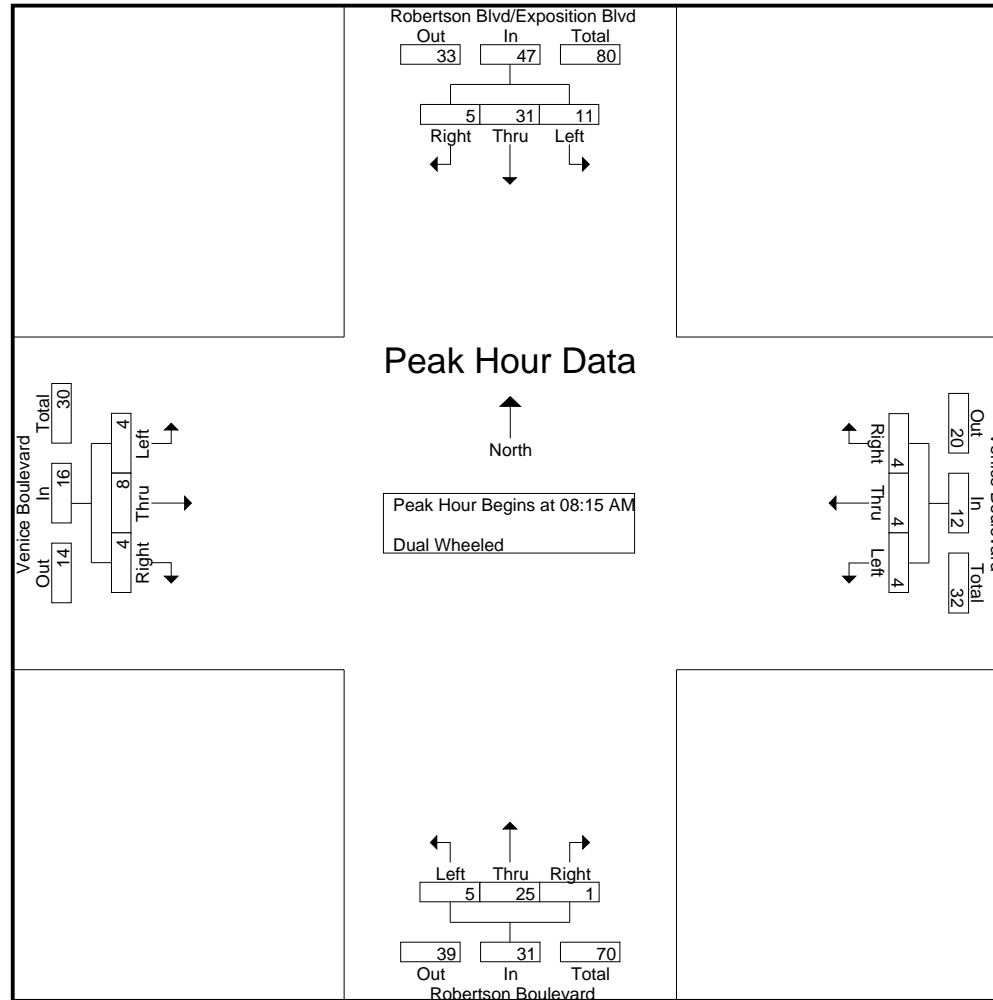 Robertson Blvd/Exposition Blvd
Out In Total
33 47 80
5 31 11
Right Thru Left
Peak Hour Data
North
Peak Hour Begins at 08:15 AM
Dual Wheeled
Venice Boulevard
Total In Out
30 16 14
4 8 4
Left Thru Right
Right Thru Left
4 4 4
20 12 32
Out In Total
Left Thru Right
5 25 1
39 31 70
Out In Total
Robertson Boulevard